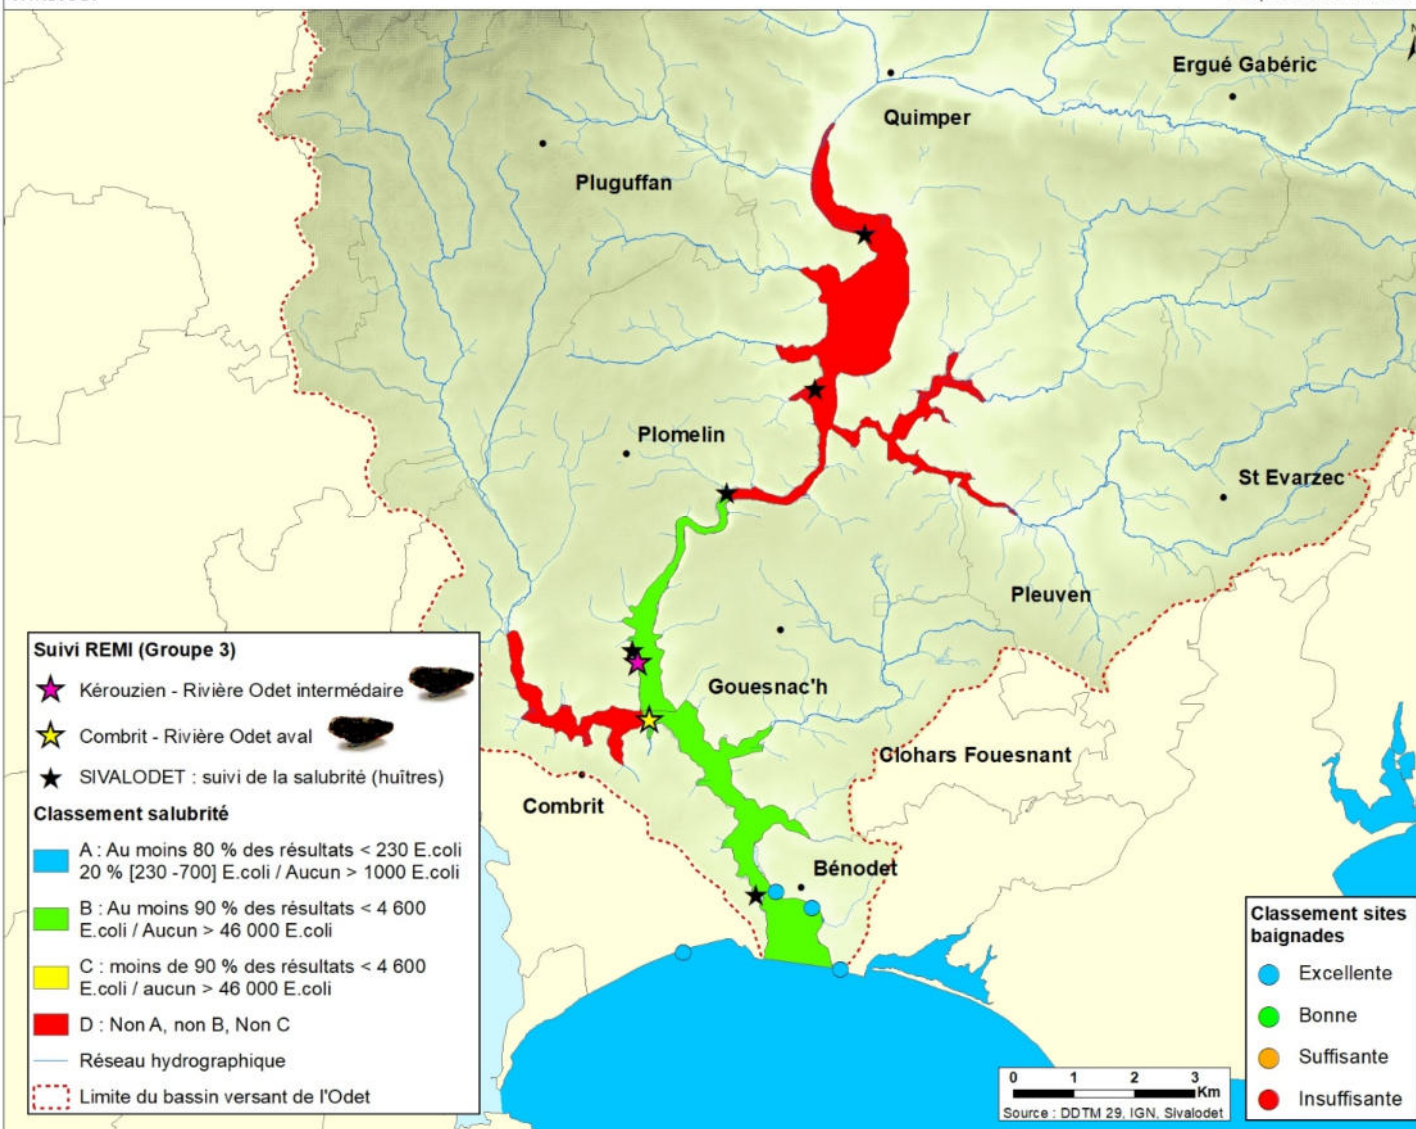 Ergué Gabéric
Quimper
Pluguffan
Plomelin
St Evarzec
Pleuven
Gouesnac'h
Clohars Fouesnant
Combrit
Bénodet
Suivi REMI (Groupe 3)
Kérouzien - Rivière Odet intermédaire
Combrit - Rivière Odet aval
SIVALODET : suivi de la salubrité (huîtres)
Classement salubrité
A : Au moins 80 % des résultats < 230 E.coli
20 % [230 -700] E.coli / Aucun > 1000 E.coli
B : Au moins 90 % des résultats < 4 600
E.coli / Aucun > 46 000 E.coli
C : moins de 90 % des résultats < 4 600
E.coli / aucun > 46 000 E.coli
D : Non A, non B, Non C
Réseau hydrographique
Limite du bassin versant de l'Odet
Classement sites
baignades
Excellente
Bonne
Suffisante
Insuffisante
0 1 2 3
Km
Source : DDTM 29, IGN, Sivalodet